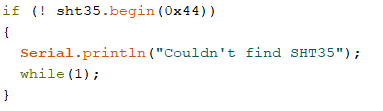 if (! sht35.begin(0x44))
{
  Serial.println("Couldn't find SHT35");
  while(1);
}